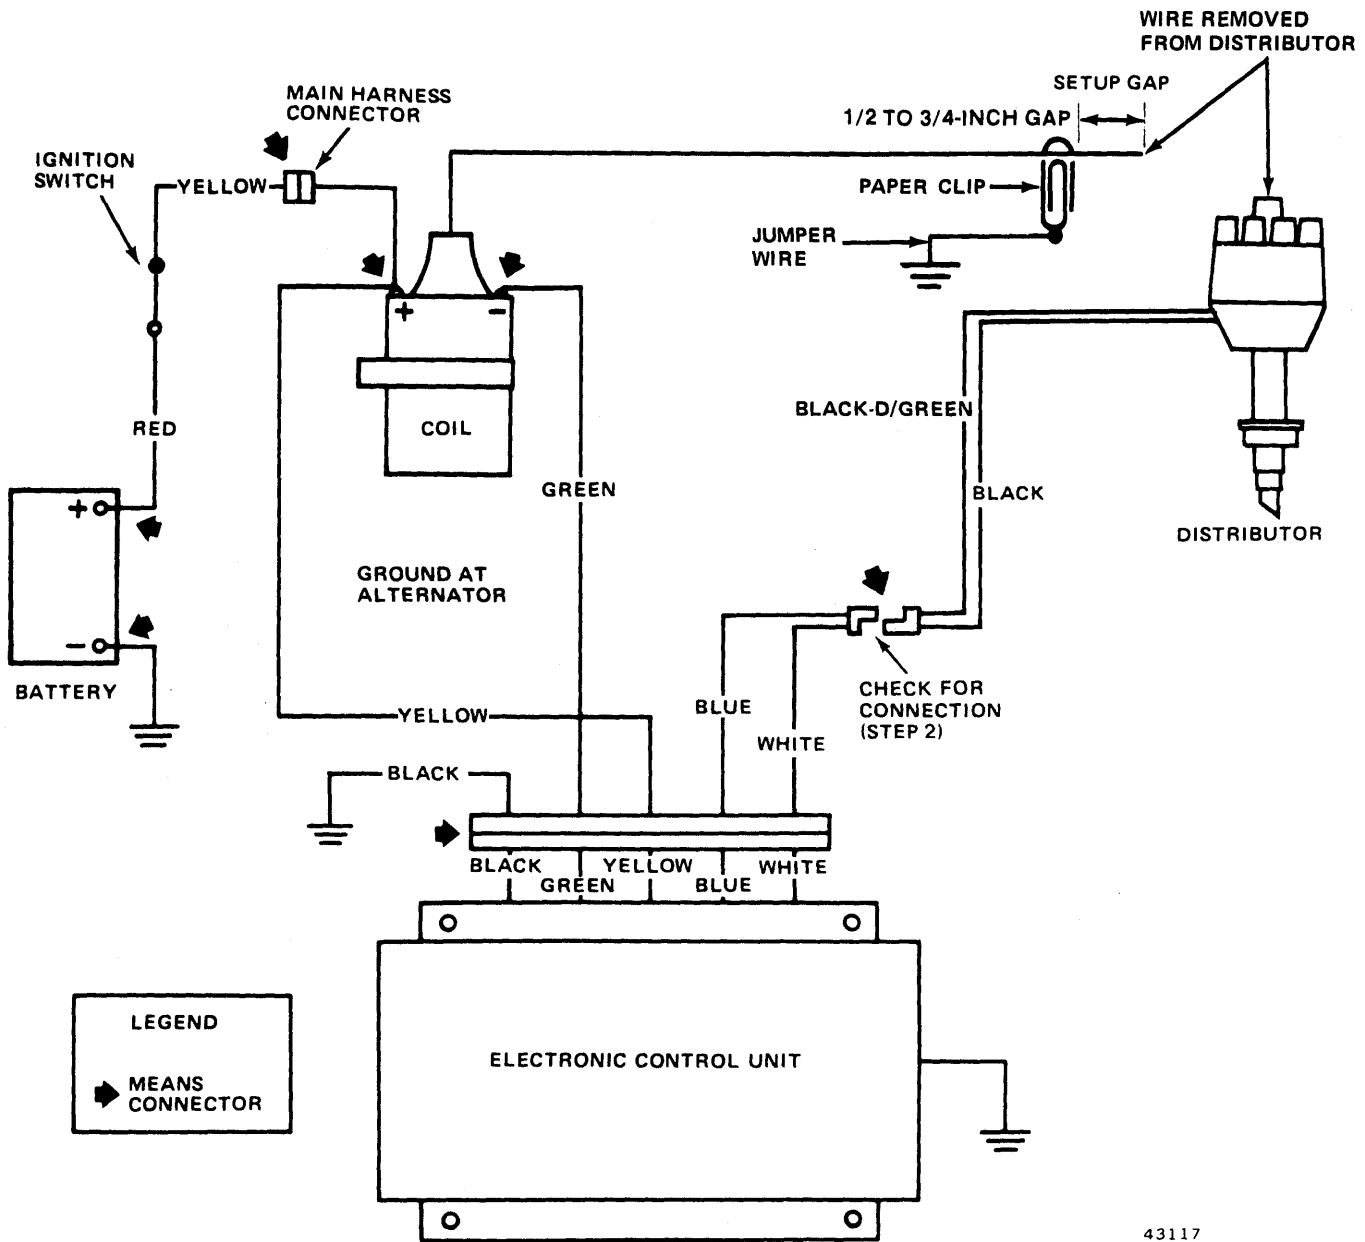 WIRE REMOVED
FROM DISTRIBUTOR
SETUP GAP
1/2 TO 3/4-INCH GAP
MAIN HARNESS
CONNECTOR
IGNITION
SWITCH
YELLOW
PAPER CLIP
JUMPER
WIRE
+
−
RED
COIL
BLACK-D/GREEN
GREEN
BLACK
DISTRIBUTOR
+
−
BATTERY
GROUND AT
ALTERNATOR
CHECK FOR
CONNECTION
(STEP 2)
BLUE
YELLOW
WHITE
BLACK
BLACK
YELLOW
WHITE
GREEN
BLUE
LEGEND
MEANS
CONNECTOR
ELECTRONIC CONTROL UNIT
43117